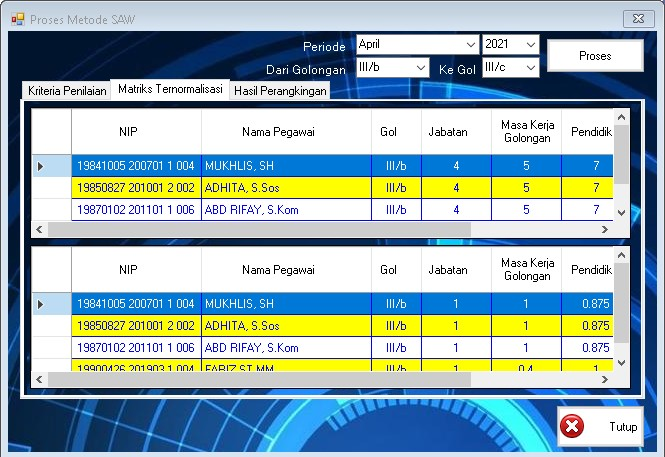 Proses Metode SAW
Periode April 2021 Proses
Dari Golongan III/b Ke Gol III/c
Kriteria Penilaian Matriks Ternormalisasi Hasil Perangkingan
NIP Nama Pegawai Gol Jabatan Masa Kerja Golongan Pendidik
19841005 200701 1 004 MUKHLIS, SH III/b 4 5 7
19850827 201001 2 002 ADHITA, S.Sos III/b 4 5 7
19870102 201101 1 006 ABD RIFAY, S.Kom III/b 4 5 7
NIP Nama Pegawai Gol Jabatan Masa Kerja Golongan Pendidik
19841005 200701 1 004 MUKHLIS, SH III/b 1 1 0.875
19850827 201001 2 002 ADHITA, S.Sos III/b 1 1 0.875
19870102 201101 1 006 ABD RIFAY, S.Kom III/b 1 1 0.875
19900426 201903 1 004 FARIZ ST MM III/b 1 0.4 1
Tutup